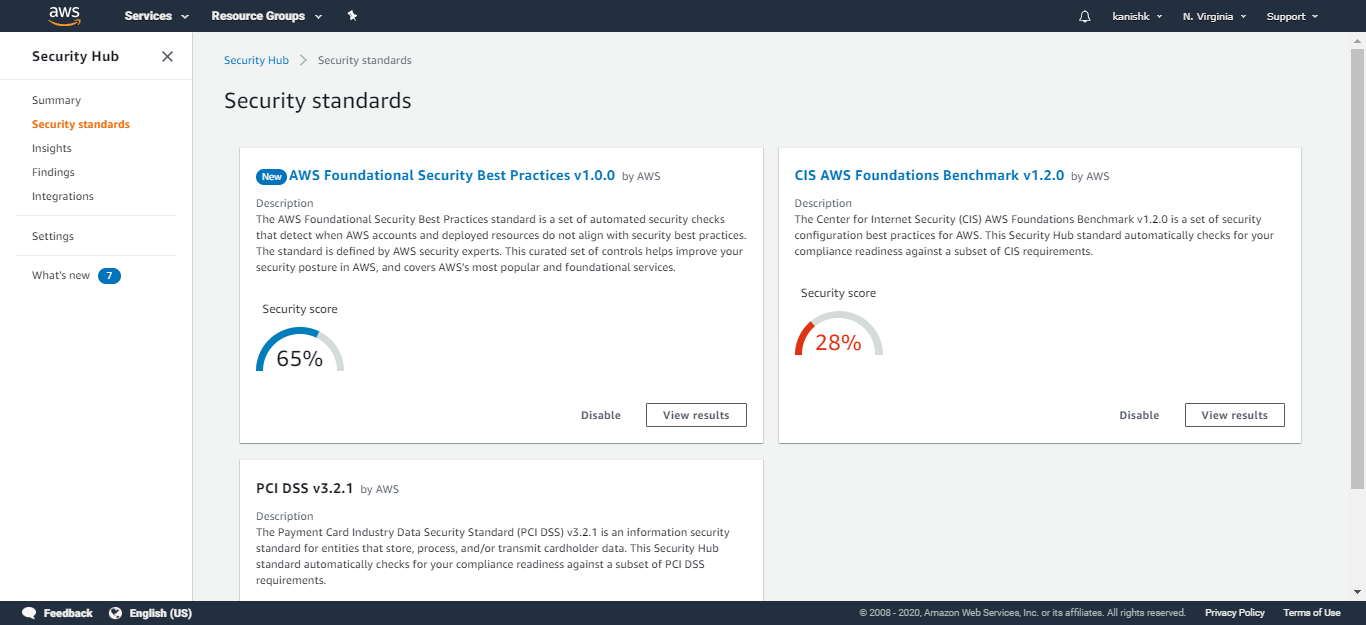 aws Services Resource Groups kanishk N. Virginia Support
Security Hub
Summary
Security standards
Insights
Findings
Integrations
Settings
What's new 7
Security Hub Security standards
Security standards
New AWS Foundational Security Best Practices v1.0.0 by AWS
Description
The AWS Foundational Security Best Practices standard is a set of automated security checks
that detect when AWS accounts and deployed resources do not align with security best practices.
The standard is defined by AWS security experts. This curated set of controls helps improve your
security posture in AWS, and covers AWS's most popular and foundational services.
Security score
65%
Disable View results
CIS AWS Foundations Benchmark v1.2.0 by AWS
Description
The Center for Internet Security (CIS) AWS Foundations Benchmark v1.2.0 is a set of security
configuration best practices for AWS. This Security Hub standard automatically checks for your
compliance readiness against a subset of CIS requirements.
Security score
28%
Disable View results
PCI DSS v3.2.1 by AWS
Description
The Payment Card Industry Data Security Standard (PCI DSS) v3.2.1 is an information security
standard for entities that store, process, and/or transmit cardholder data. This Security Hub
standard automatically checks for your compliance readiness against a subset of PCI DSS
requirements.
Feedback English (US) © 2008 - 2020, Amazon Web Services, Inc. or its affiliates. All rights reserved. Privacy Policy Terms of Use